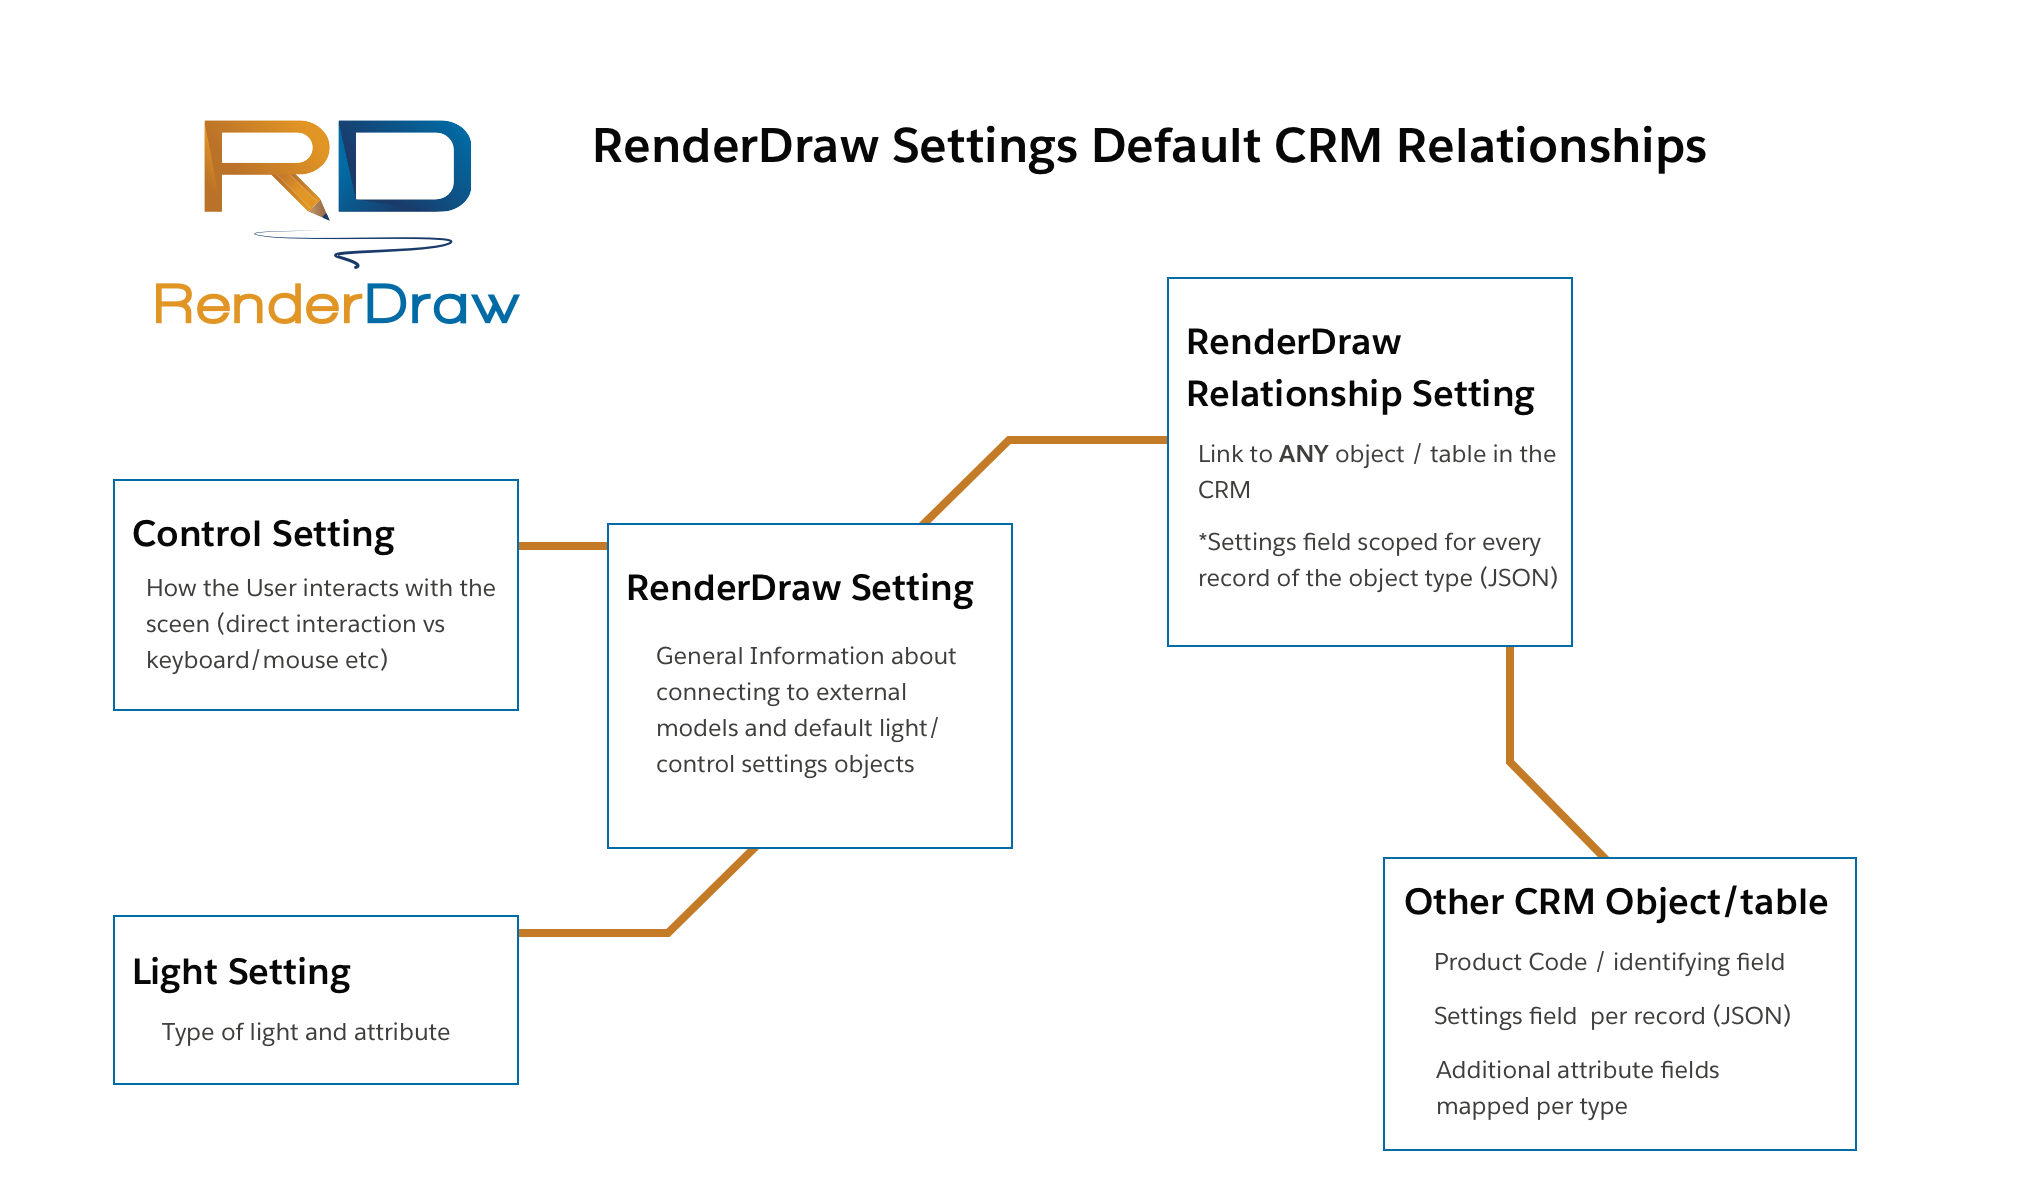 RD
RenderDraw
RenderDraw Settings Default CRM Relationships
RenderDraw
Relationship Setting
Link to ANY object / table in the
CRM
*Settings field scoped for every
record of the object type (JSON)
Control Setting
How the User interacts with the
sceen (direct interaction vs
keyboard/mouse etc)
RenderDraw Setting
General Information about
connecting to external
models and default light/
control settings objects
Light Setting
Type of light and attribute
Other CRM Object/table
Product Code / identifying field
Settings field  per record (JSON)
Additional attribute fields
mapped per type